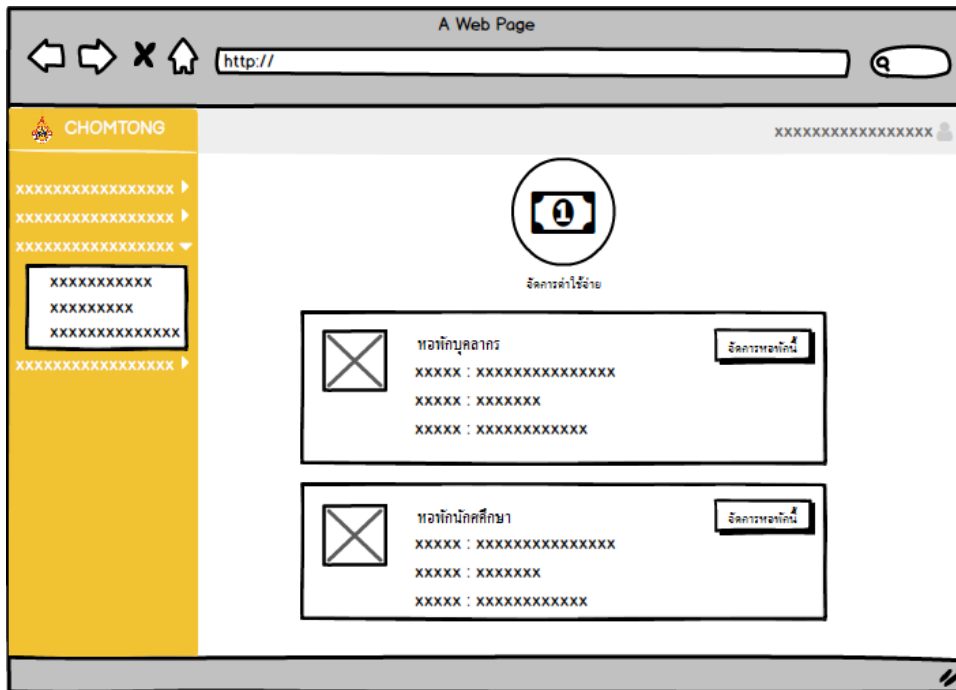 A Web Page
http://
CHOMTONG
xxxxxxxxxxxxxxxxx
xxxxxxxxxxxxxxxxx
xxxxxxxxxxxxxxxxx
xxxxxxxxxxxxxxxxx
xxxxxxxxxxx
xxxxxxxxx
xxxxxxxxxxxxxx
xxxxxxxxxxxxxxxxx
1
จัดการค่าใช้จ่าย
หอพักบุคลากร
จัดการหอพักนี้
xxxxx : xxxxxxxxxxxxxxx
xxxxx : xxxxxxx
xxxxx : xxxxxxxxxxxx
หอพักนักศึกษา
จัดการหอพักนี้
xxxxx : xxxxxxxxxxxxxxx
xxxxx : xxxxxxx
xxxxx : xxxxxxxxxxxx